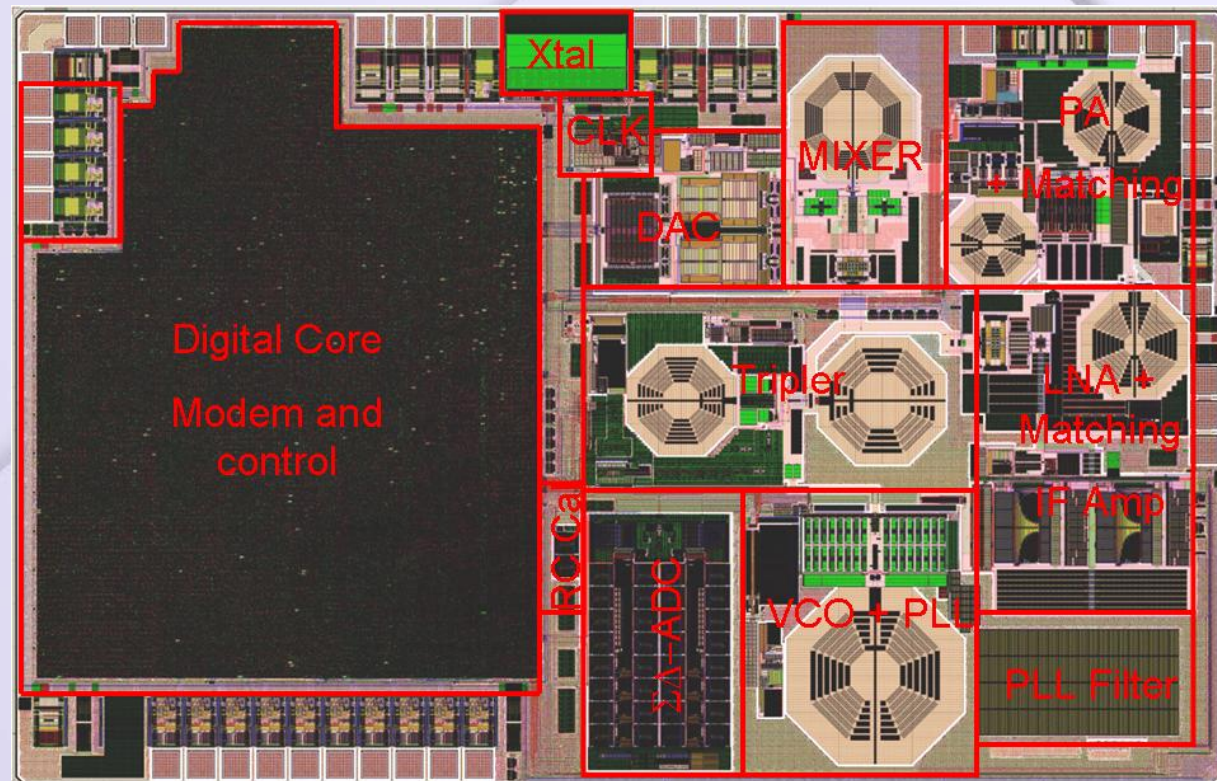 Xtal
CLK
DAC
MIXER
PA
+ Matching
Digital Core
Modem and
control
Tripler
LNA +
Matching
IF Amp
RC Cal
ΣΔ-ADC
VCO + PLL
PLL Filter